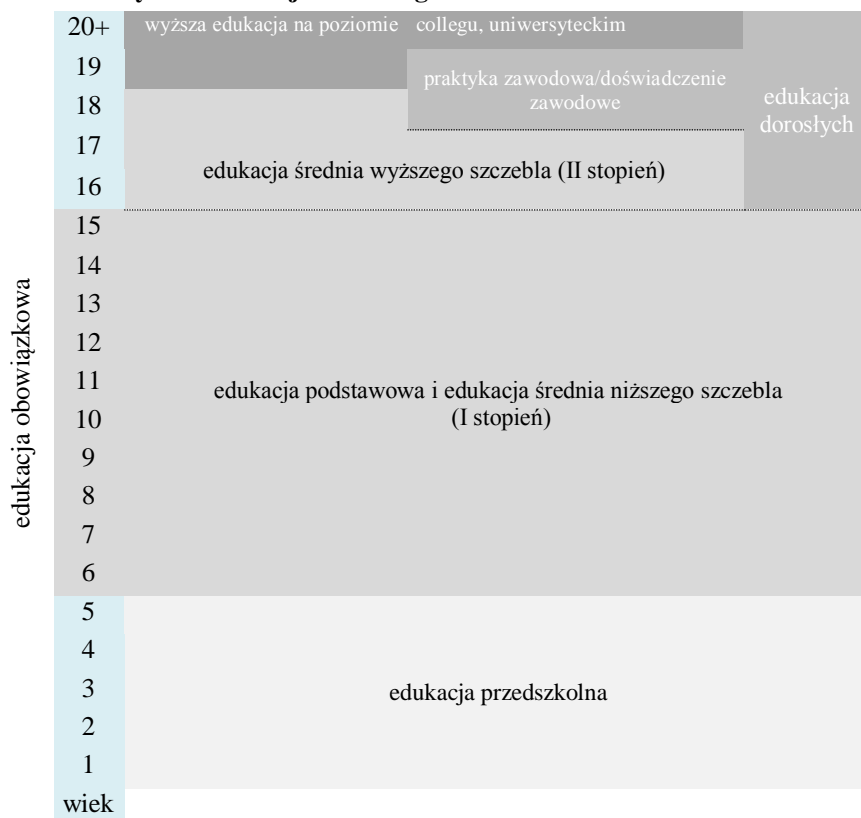 20+ wyższa edukacja na poziomie collegu, uniwersyteckim
19
praktyka zawodowa/doświadczenie
zawodowe
18
edukacja
dorosłych
17
edukacja średnia wyższego szczebla (II stopień)
16
15
14
13
12
11
edukacja podstawowa i edukacja średnia niższego szczebla
(I stopień)
10
9
8
7
6
edukacja obowiązkowa
5
4
3
edukacja przedszkolna
2
1
wiek